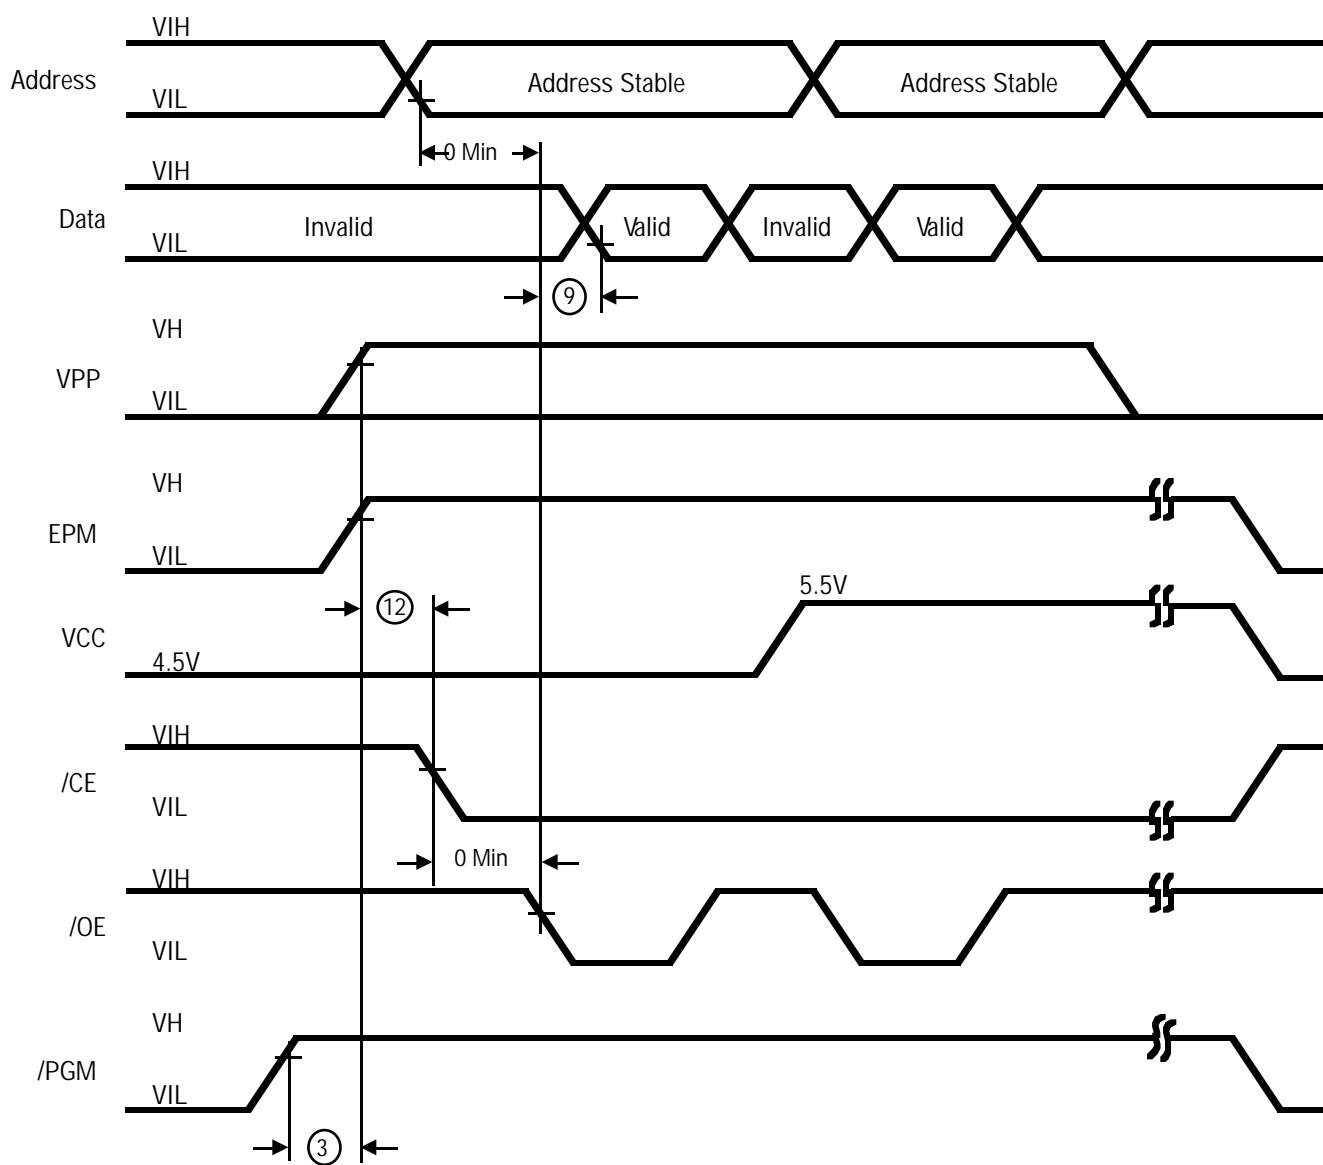 VIH
Address
Address Stable
Address Stable
VIL
0 Min
VIH
Data
Invalid
Valid
Invalid
Valid
VIL
9
VH
VPP
VIL
VH
EPM
VIL
5.5V
12
VCC
4.5V
VIH
/CE
VIL
0 Min
VIH
/OE
VIL
VH
/PGM
VIL
3